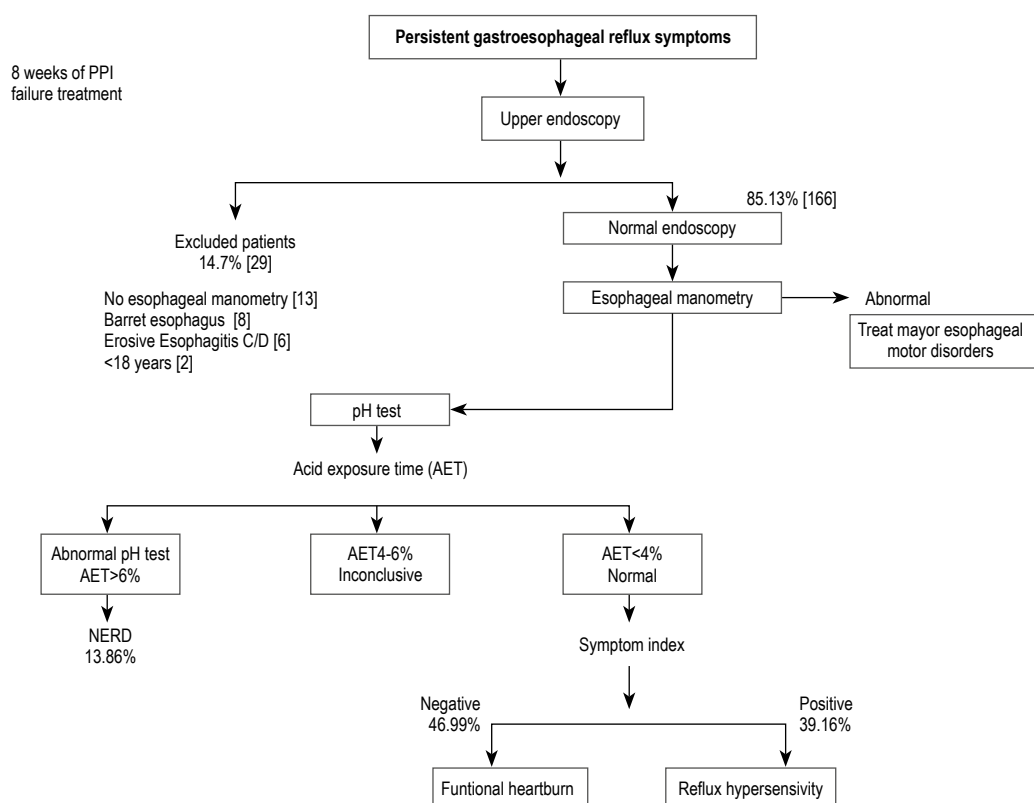 Persistent gastroesophageal reflux symptoms
8 weeks of PPI
failure treatment
Upper endoscopy
85.13% [166]
Normal endoscopy
Excluded patients
14.7% [29]
No esophageal manometry [13]
Barret esophagus [8]
Erosive Esophagitis C/D [6]
<18 years [2]
Esophageal manometry
Abnormal
Treat mayor esophageal
motor disorders
pH test
Acid exposure time (AET)
Abnormal pH test
AET>6%
AET4-6%
Inconclusive
AET<4%
Normal
NERD
13.86%
Symptom index
Negative
46.99%
Positive
39.16%
Funtional heartburn
Reflux hypersensivity